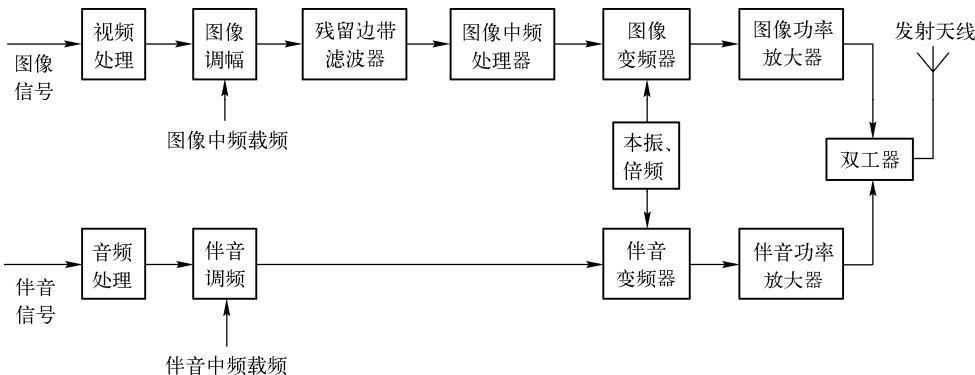 图像
信号
视频
处理
图像
调幅
图像中频载频
残留边带
滤波器
图像中频
处理器
图像
变频器
图像功率
放大器
发射天线
本振、
倍频
双工器
伴音
信号
音频
处理
伴音
调频
伴音中频载频
伴音
变频器
伴音功率
放大器